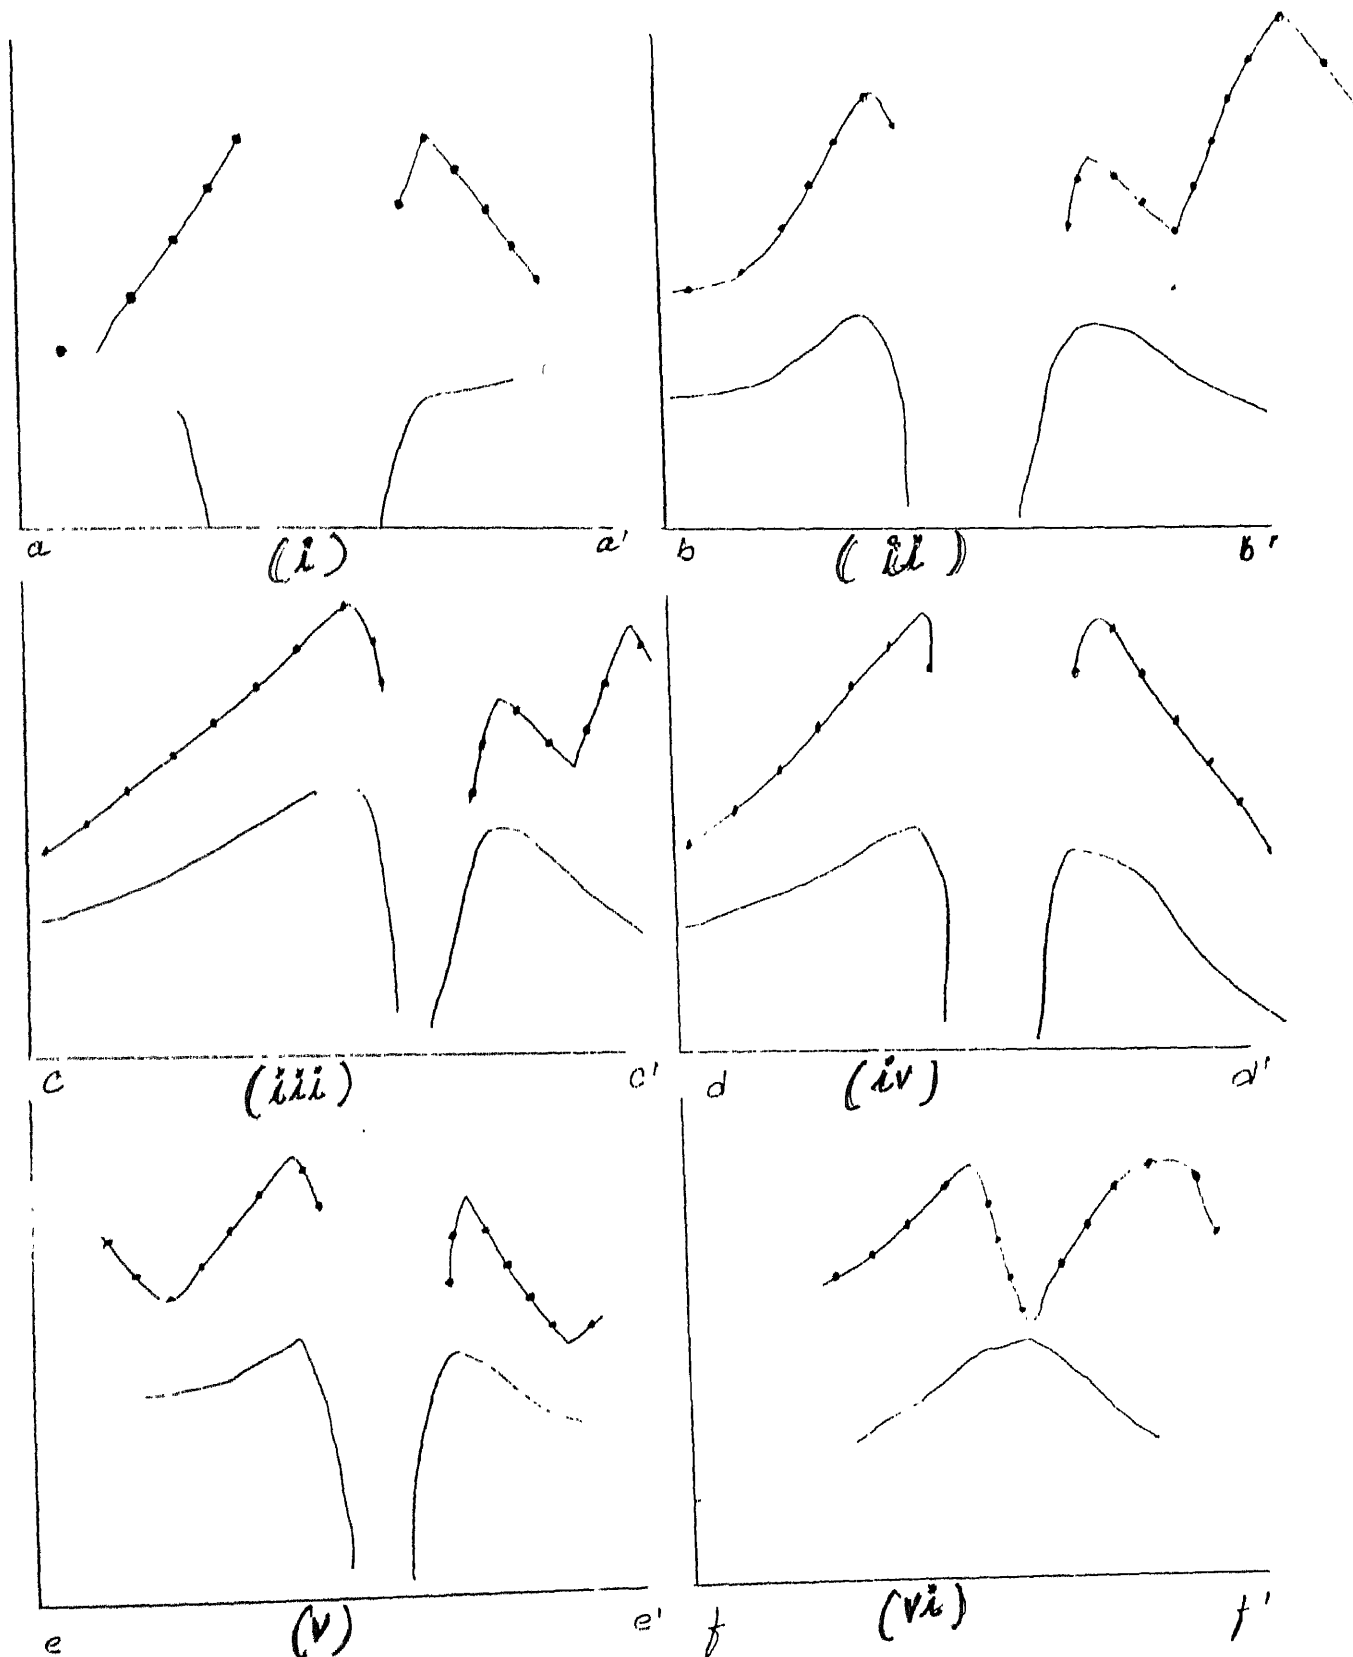 a (i) a'
b (ii) b'
c (iii) c'
d (iv) d'
e (v) e'
f (vi) f'